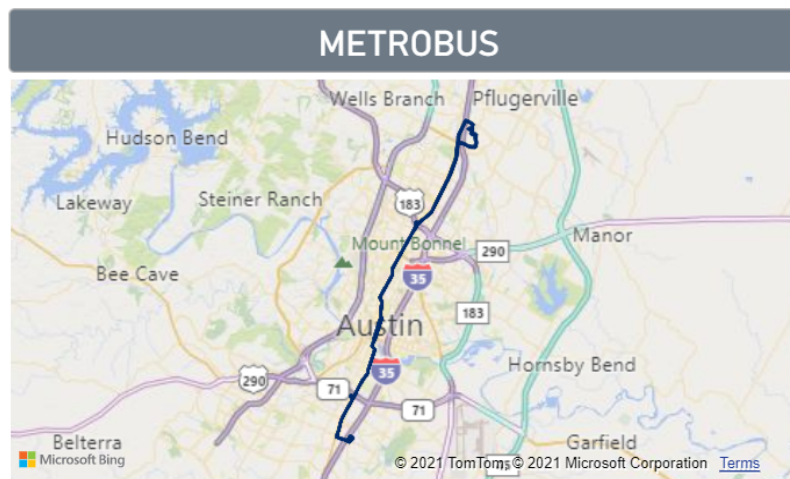 METROBUS
Wells Branch
Pflugerville
Hudson Bend
Lakeway
Steiner Ranch
183
Mount Bonnel
Manor
290
Bee Cave
35
183
Austin
Hornsby Bend
290
35
71
71
Belterra
Garfield
Microsoft Bing
© 2021 TomTom, © 2021 Microsoft Corporation
Terms